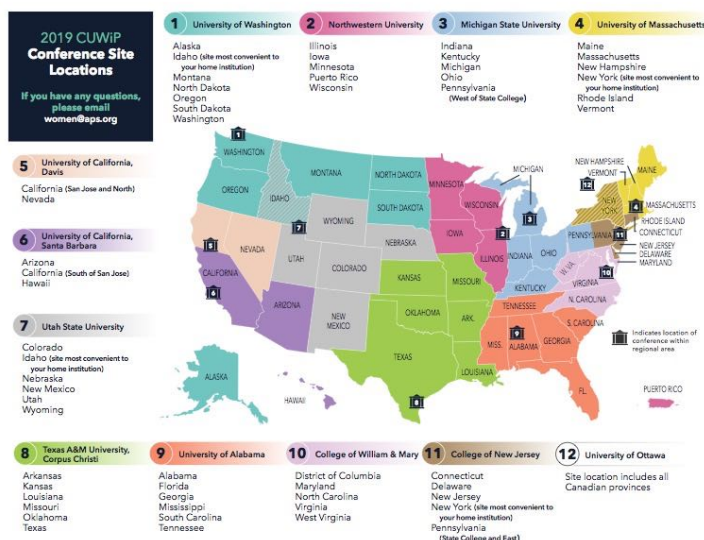 2019 CUWiP
Conference Site
Locations
If you have any questions,
please email
women@aps.org
1 University of Washington
Alaska
Idaho (site most convenient to
your home institution)
Montana
North Dakota
Oregon
South Dakota
Washington
2 Northwestern University
Illinois
Iowa
Minnesota
Puerto Rico
Wisconsin
3 Michigan State University
Indiana
Kentucky
Michigan
Ohio
Pennsylvania
(West of State College)
4 University of Massachusetts
Maine
Massachusetts
New Hampshire
New York (site most convenient to
your home institution)
Rhode Island
Vermont
5 University of California,
Davis
California (San Jose and North)
Nevada
6 University of California,
Santa Barbara
Arizona
California (South of San Jose)
Hawaii
7 Utah State University
Colorado
Idaho (site most convenient to
your home institution)
Nebraska
New Mexico
Utah
Wyoming
1
WASHINGTON
OREGON
IDAHO
MONTANA
NORTH DAKOTA
SOUTH DAKOTA
MINNESOTA
WISCONSIN
MICHIGAN
3
NEW HAMPSHIRE
VERMONT
MAINE
12
NEW
YORK
4
MASSACHUSETTS
RHODE ISLAND
CONNECTICUT
11
NEW JERSEY
DELAWARE
MARYLAND
PENNSYLVANIA
7
WYOMING
NEBRASKA
IOWA
2
ILLINOIS
INDIANA
OHIO
W. VA.
10
VIRGINIA
5
NEVADA
UTAH
COLORADO
KANSAS
MISSOURI
KENTUCKY
N. CAROLINA
CALIFORNIA
6
ARIZONA
NEW
MEXICO
OKLAHOMA
ARK.
TENNESSEE
S. CAROLINA
TEXAS
LOUISIANA
MISS.
9
ALABAMA
GEORGIA
FL.
8
ALASKA
HAWAII
PUERTO RICO
Indicates location of
conference within
regional area
8 Texas A&M University,
Corpus Christi
Arkansas
Kansas
Louisiana
Missouri
Oklahoma
Texas
9 University of Alabama
Alabama
Florida
Georgia
Mississippi
South Carolina
Tennessee
10 College of William & Mary
District of Columbia
Maryland
North Carolina
Virginia
West Virginia
11 College of New Jersey
Connecticut
Delaware
New Jersey
New York (site most convenient to
your home institution)
Pennsylvania
(State College and East)
12 University of Ottawa
Site location includes all
Canadian provinces